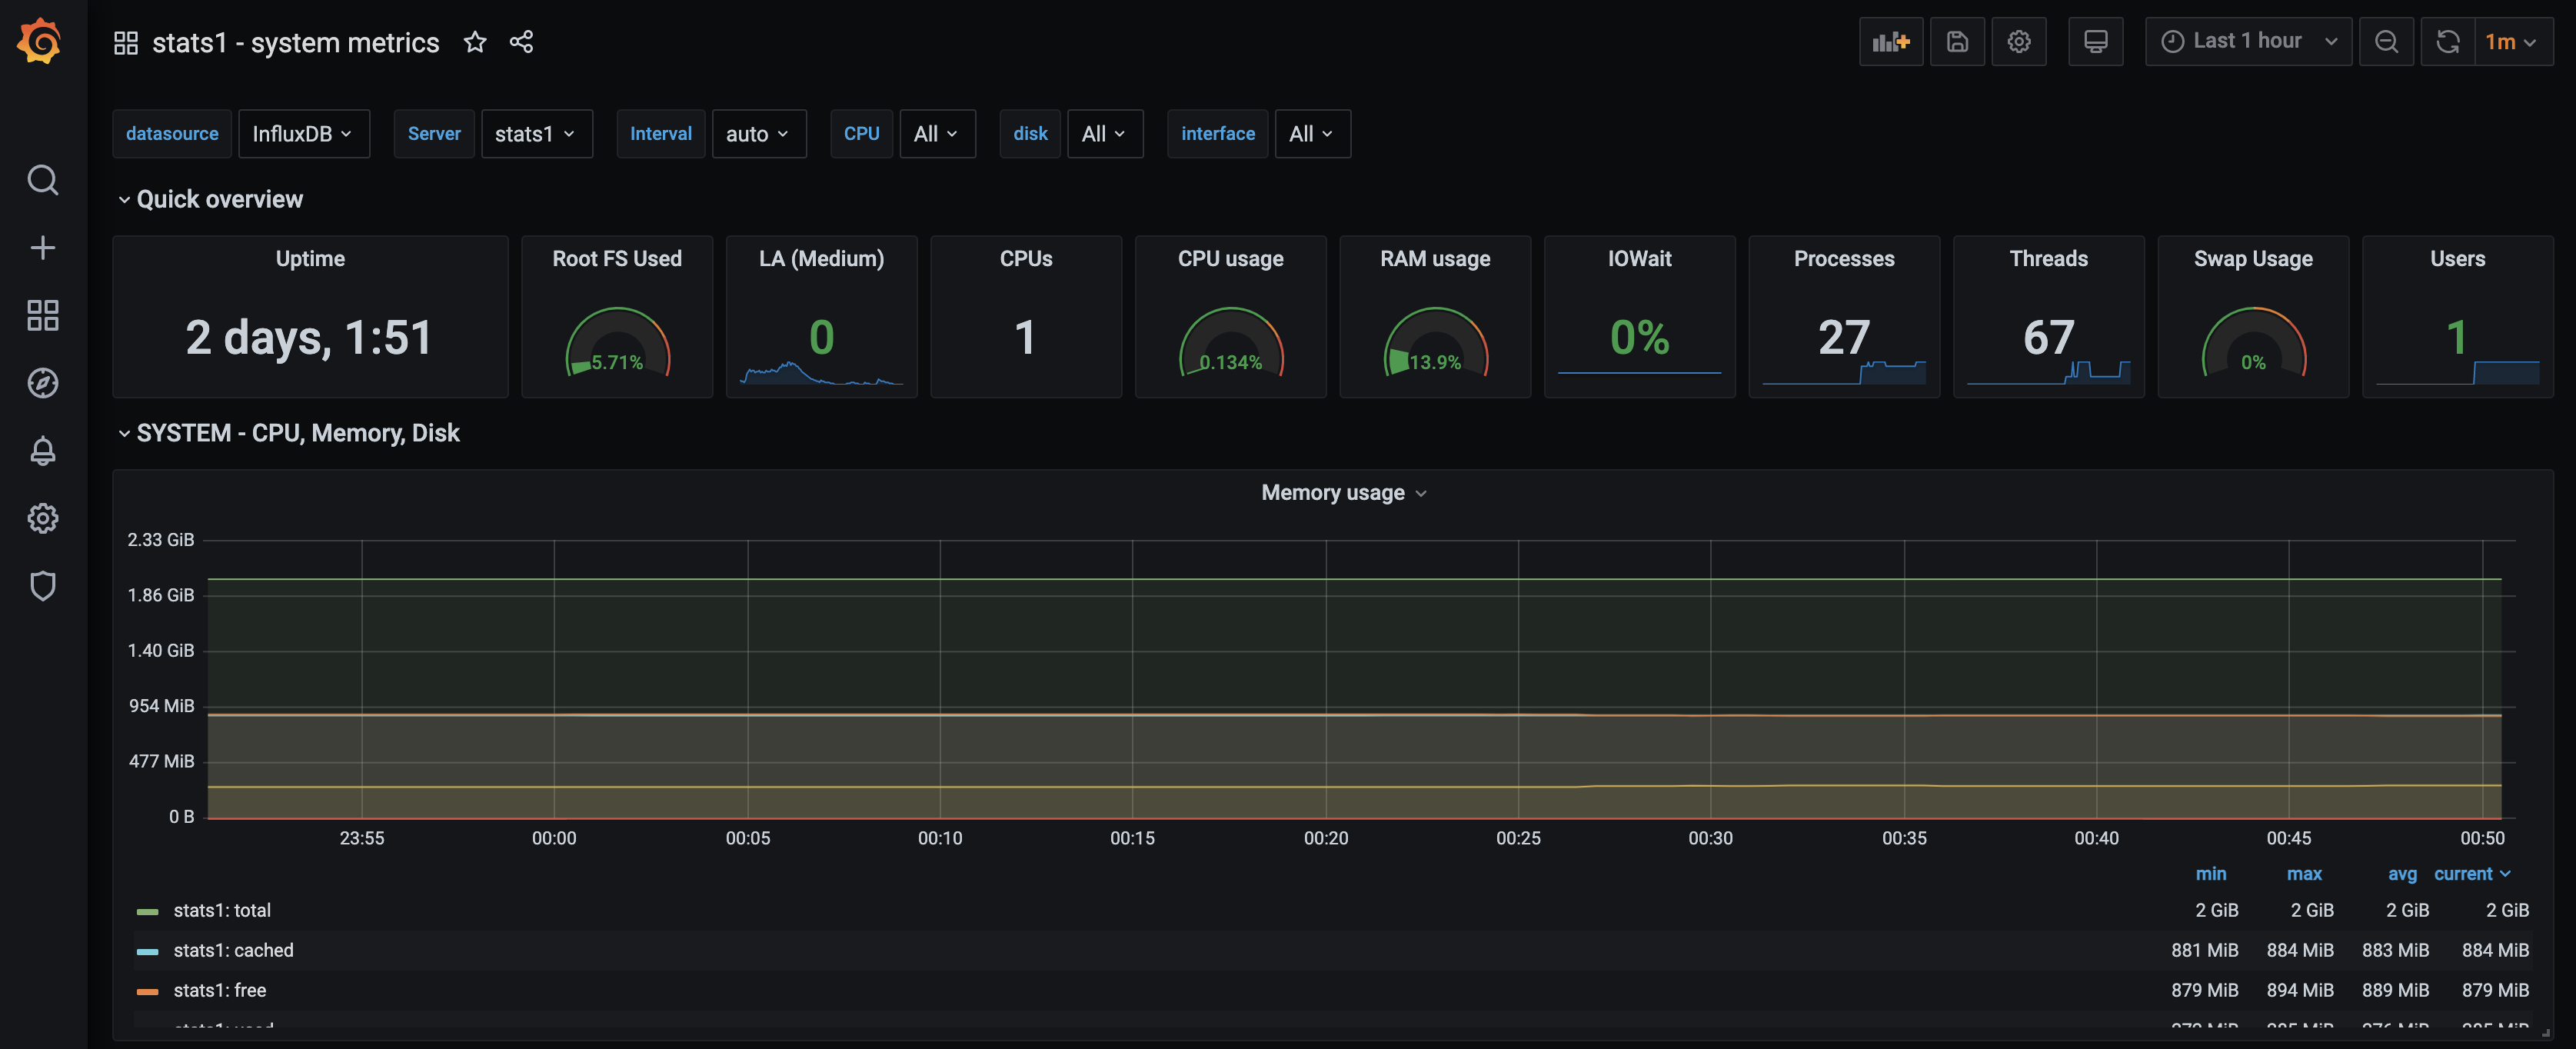 stats1 - system metrics
Last 1 hour
1m
datasource InfluxDB Server stats1 Interval auto CPU All disk All interface All
Quick overview
Uptime
2 days, 1:51
Root FS Used
5.71%
LA (Medium)
0
CPUs
1
CPU usage
0.134%
RAM usage
13.9%
IOWait
0%
Processes
27
Threads
67
Swap Usage
0%
Users
1
SYSTEM - CPU, Memory, Disk
Memory usage
2.33 GiB
1.86 GiB
1.40 GiB
954 MiB
477 MiB
0 B
23:55 00:00 00:05 00:10 00:15 00:20 00:25 00:30 00:35 00:40 00:45 00:50
min max avg current
stats1: total 2 GiB 2 GiB 2 GiB 2 GiB
stats1: cached 881 MiB 884 MiB 883 MiB 884 MiB
stats1: free 879 MiB 894 MiB 889 MiB 879 MiB